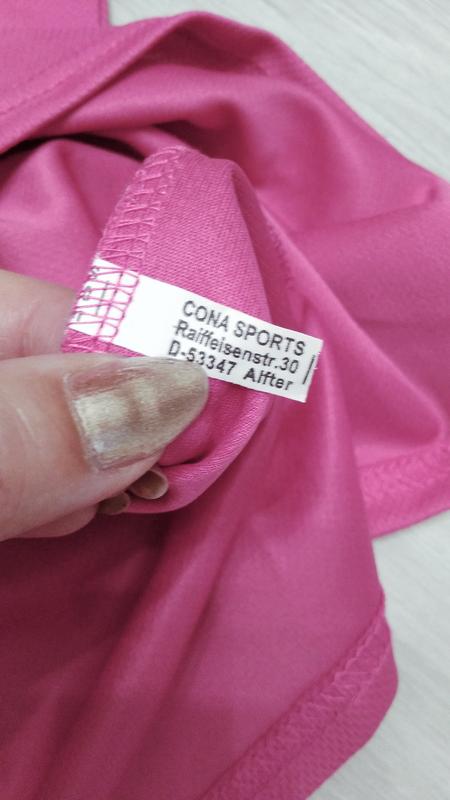 CONA SPORTS
Raiffeisenstr.30
D-53347 Alfter